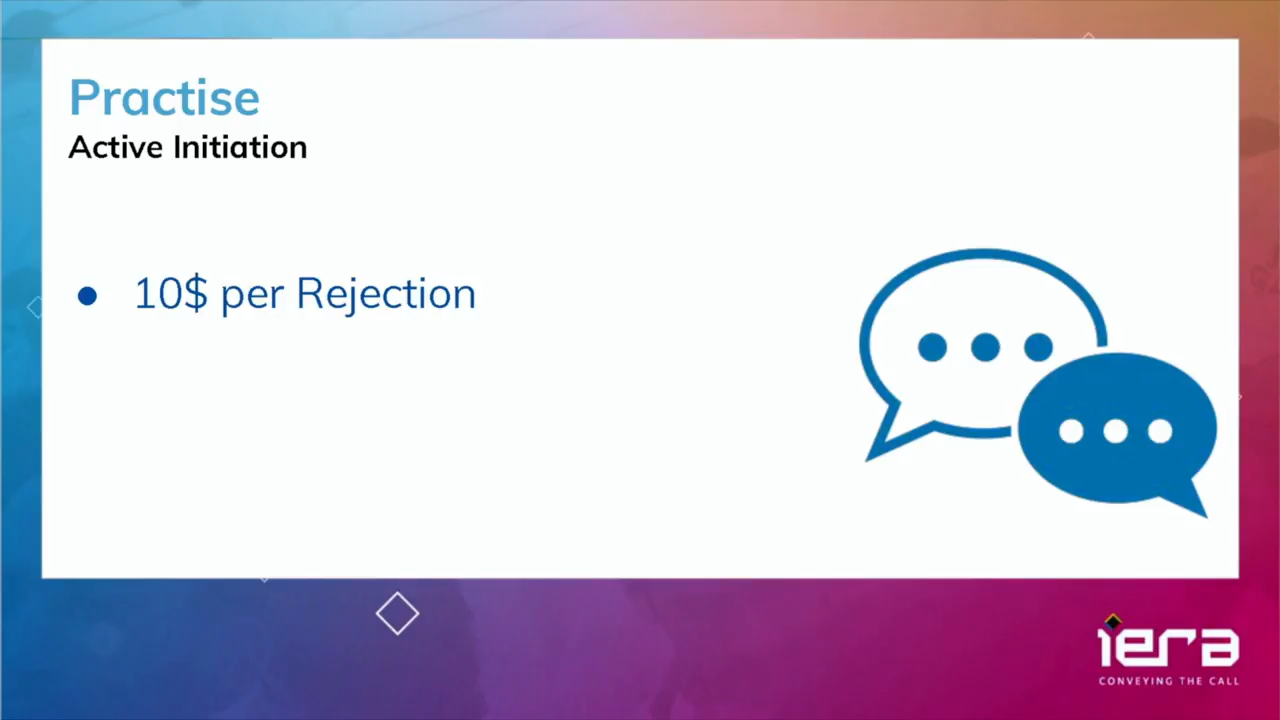 Practise
Active Initiation
● 10$ per Rejection
iera
CONVEYING THE CALL